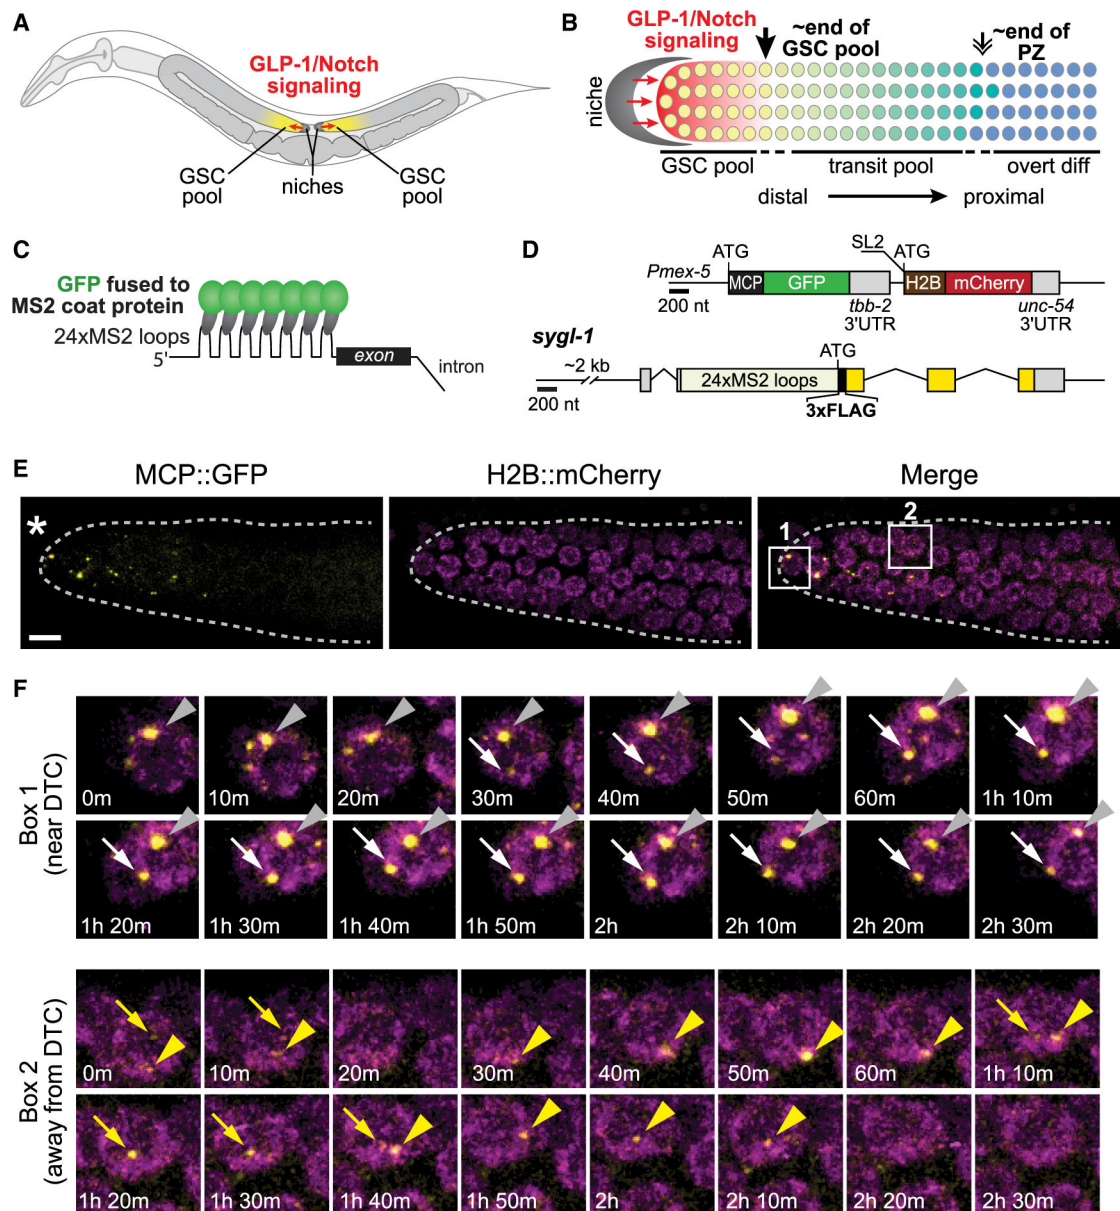 A
GLP-1/Notch
signaling
GSC
pool
niches
GSC
pool
B
GLP-1/Notch
signaling
~end of
GSC pool
~end of
PZ
niche
GSC pool
transit pool
overt diff
distal
proximal
C
GFP fused to
MS2 coat protein
24xMS2 loops
5'
exon
intron
D
SL2
ATG
ATG
Pmex-5
MCP
GFP
H2B
mCherry
200 nt
tbb-2
3'UTR
unc-54
3'UTR
sygl-1
~2 kb
ATG
24xMS2 loops
200 nt
3xFLAG
E
MCP::GFP
H2B::mCherry
Merge
*
1
2
F
Box 1
(near DTC)
0m
10m
20m
30m
40m
50m
60m
1h 10m
1h 20m
1h 30m
1h 40m
1h 50m
2h
2h 10m
2h 20m
2h 30m
Box 2
(away from DTC)
0m
10m
20m
30m
40m
50m
60m
1h 10m
1h 20m
1h 30m
1h 40m
1h 50m
2h
2h 10m
2h 20m
2h 30m